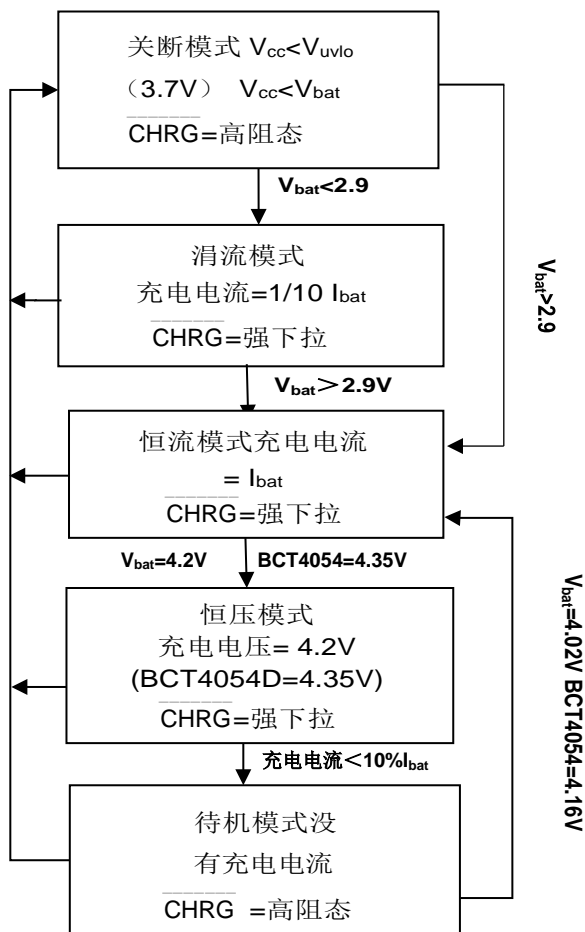 关断模式 Vcc<Vuvlo
（3.7V） Vcc<Vbat
CHRG=高阻态
Vbat<2.9
Vbat>2.9
涓流模式
充电电流=1/10 Ibat
CHRG=强下拉
Vbat＞2.9V
恒流模式充电电流
= Ibat
CHRG=强下拉
Vbat=4.2V BCT4054=4.35V
Vbat=4.02V BCT4054=4.16V
恒压模式
充电电压= 4.2V
(BCT4054D=4.35V)
CHRG=强下拉
充电电流＜10%Ibat
待机模式没
有充电电流
CHRG =高阻态